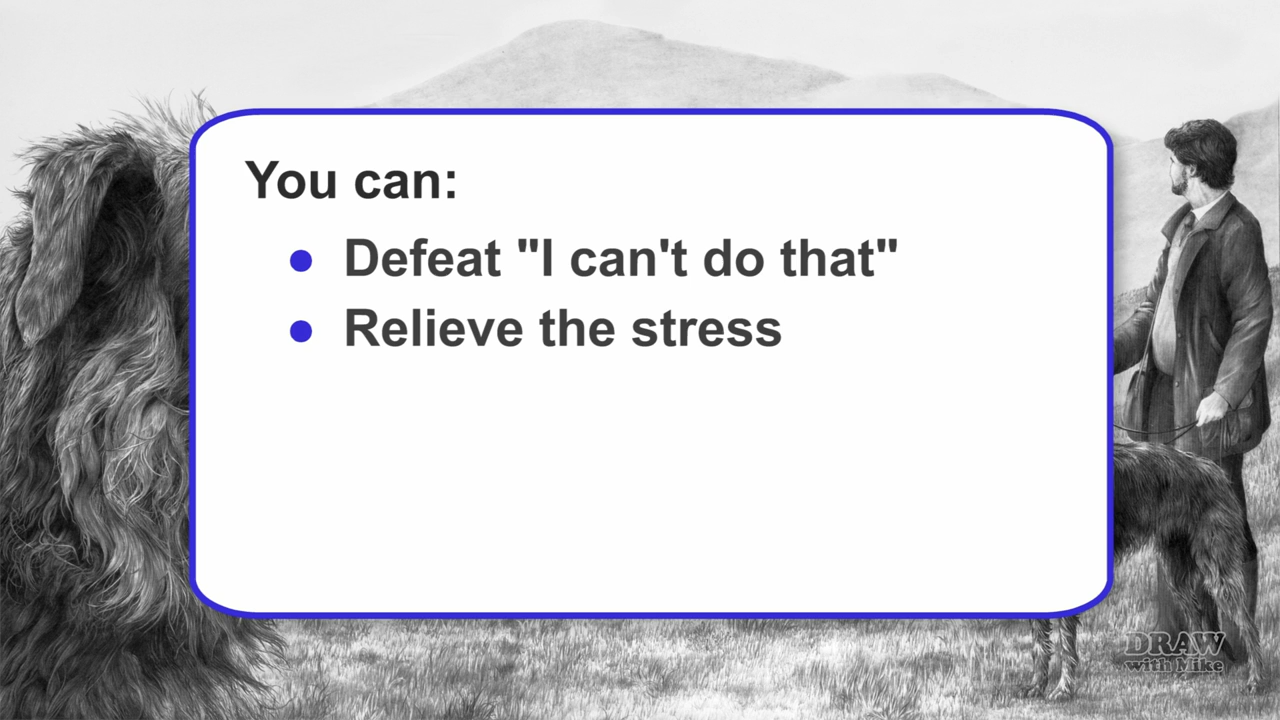 You can:
Defeat "I can't do that"
Relieve the stress
DRAW
with Mike